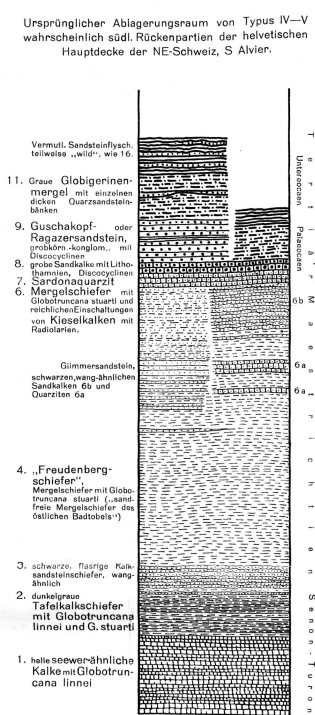 Ursprünglicher Ablagerungsraum von Typus IV—V
wahrscheinlich südl. Rückenpartien der helvetischen
Hauptdecke der NE-Schweiz, S Alvier.
Vermutl. Sandsteinflysch,
teilweise „wild", wie 16.
11. Graue Globigerinen-
mergel mit einzelnen
dicken Quarzsandstein-
bänken
9. Guschakopf- oder
Ragazersandstein,
grobkörn.-konglom., mit
Discocyclinen
8. grobe Sandkalke mit Litho-
thamnien, Discocyclinen
7. Sardonaquarzit
6. Mergelschiefer mit
Globotruncana stuarti und
reichlichen Einschaltungen
von Kieselkalken mit
Radiolarien.
Glimmersandstein,
schwarzen, wang-ähnlichen
Sandkalken 6b und
Quarziten 6a
4. „Freudenberg-
schiefer",
Mergelschiefer mit Globo-
truncana stuarti („sand-
freie Mergelschiefer des
östlichen Badtobels")
3. schwarze, flasrige Kalk-
sandsteinschiefer, wang-
ähnlich
2. dunkelgraue
Tafelkalkschiefer
mit Globotruncana
linnei und G. stuarti
1. helle seewerähnliche
Kalke mit Globotrun-
cana linnei
Untereocaen
Palaeocaen
6b
6a
6a
Tertiär
Maastrichtien
Senon-Turon